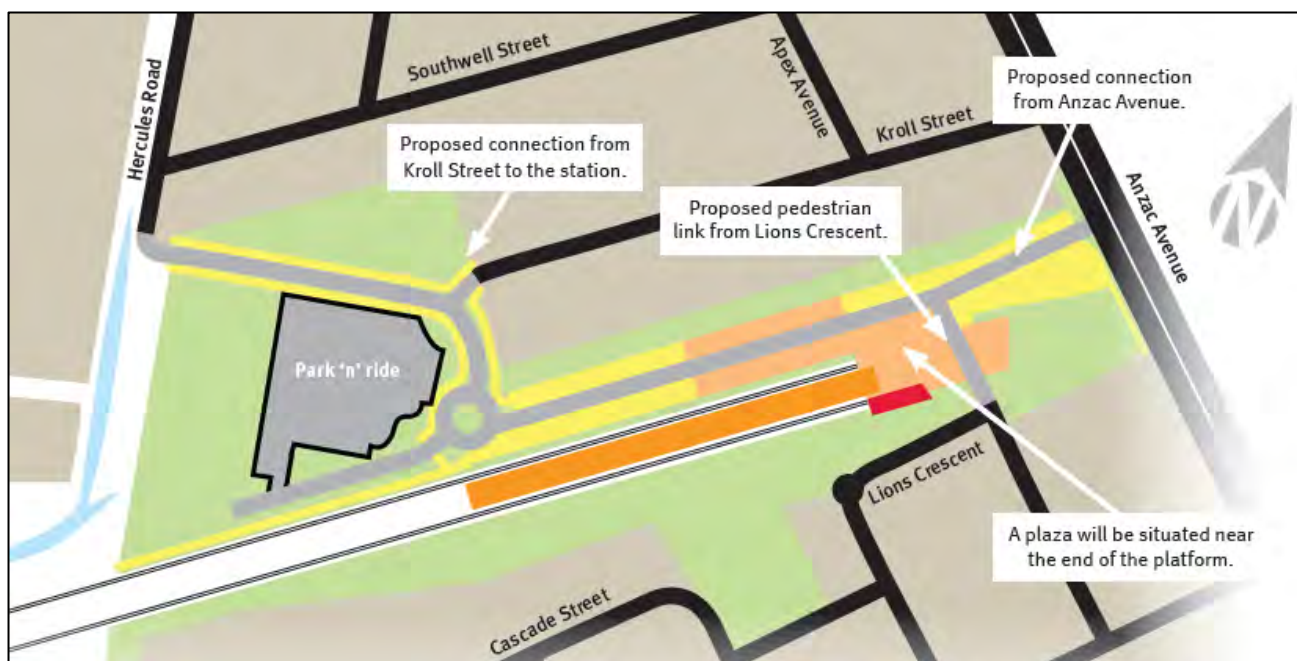 Southwell Street
Apex Avenue
Hercules Road
Proposed connection
from Anzac Avenue.
Kroll Street
Proposed connection from
Kroll Street to the station.
Anzac Avenue
Proposed pedestrian
link from Lions Crescent.
N
Park ‘n’ ride
Lions Crescent
A plaza will be situated near
the end of the platform.
Cascade Street